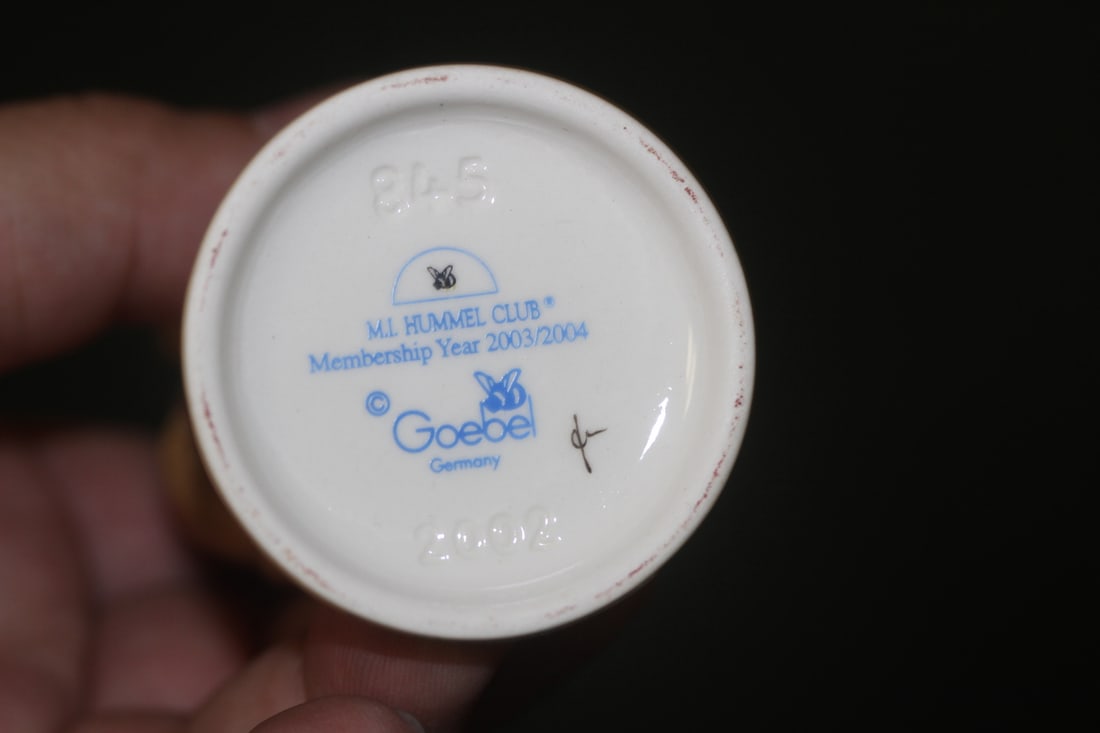 845
M.I. HUMMEL CLUB®
Membership Year 2003/2004
© Goebel
Germany
2002